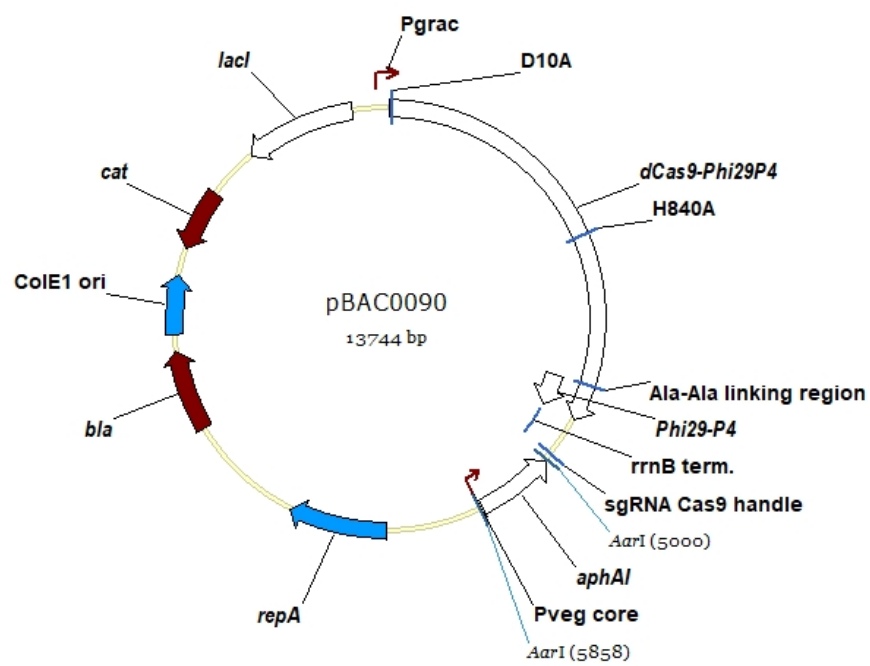 Pgrac
lacI
D10A
cat
dCas9-Phi29P4
H840A
ColE1 ori
pBAC0090
13744 bp
Ala-Ala linking region
bla
Phi29-P4
rrnB term.
sgRNA Cas9 handle
AarI (5000)
aphAI
repA
Pveg core
AarI (5858)